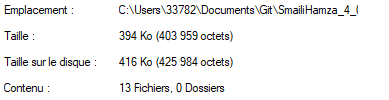 Emplacement : C:\Users\33782\Documents\Git\SmailiHamza_4_
Taille : 394 Ko (403 959 octets)
Taille sur le disque : 416 Ko (425 984 octets)
Contenu : 13 Fichiers, 0 Dossiers